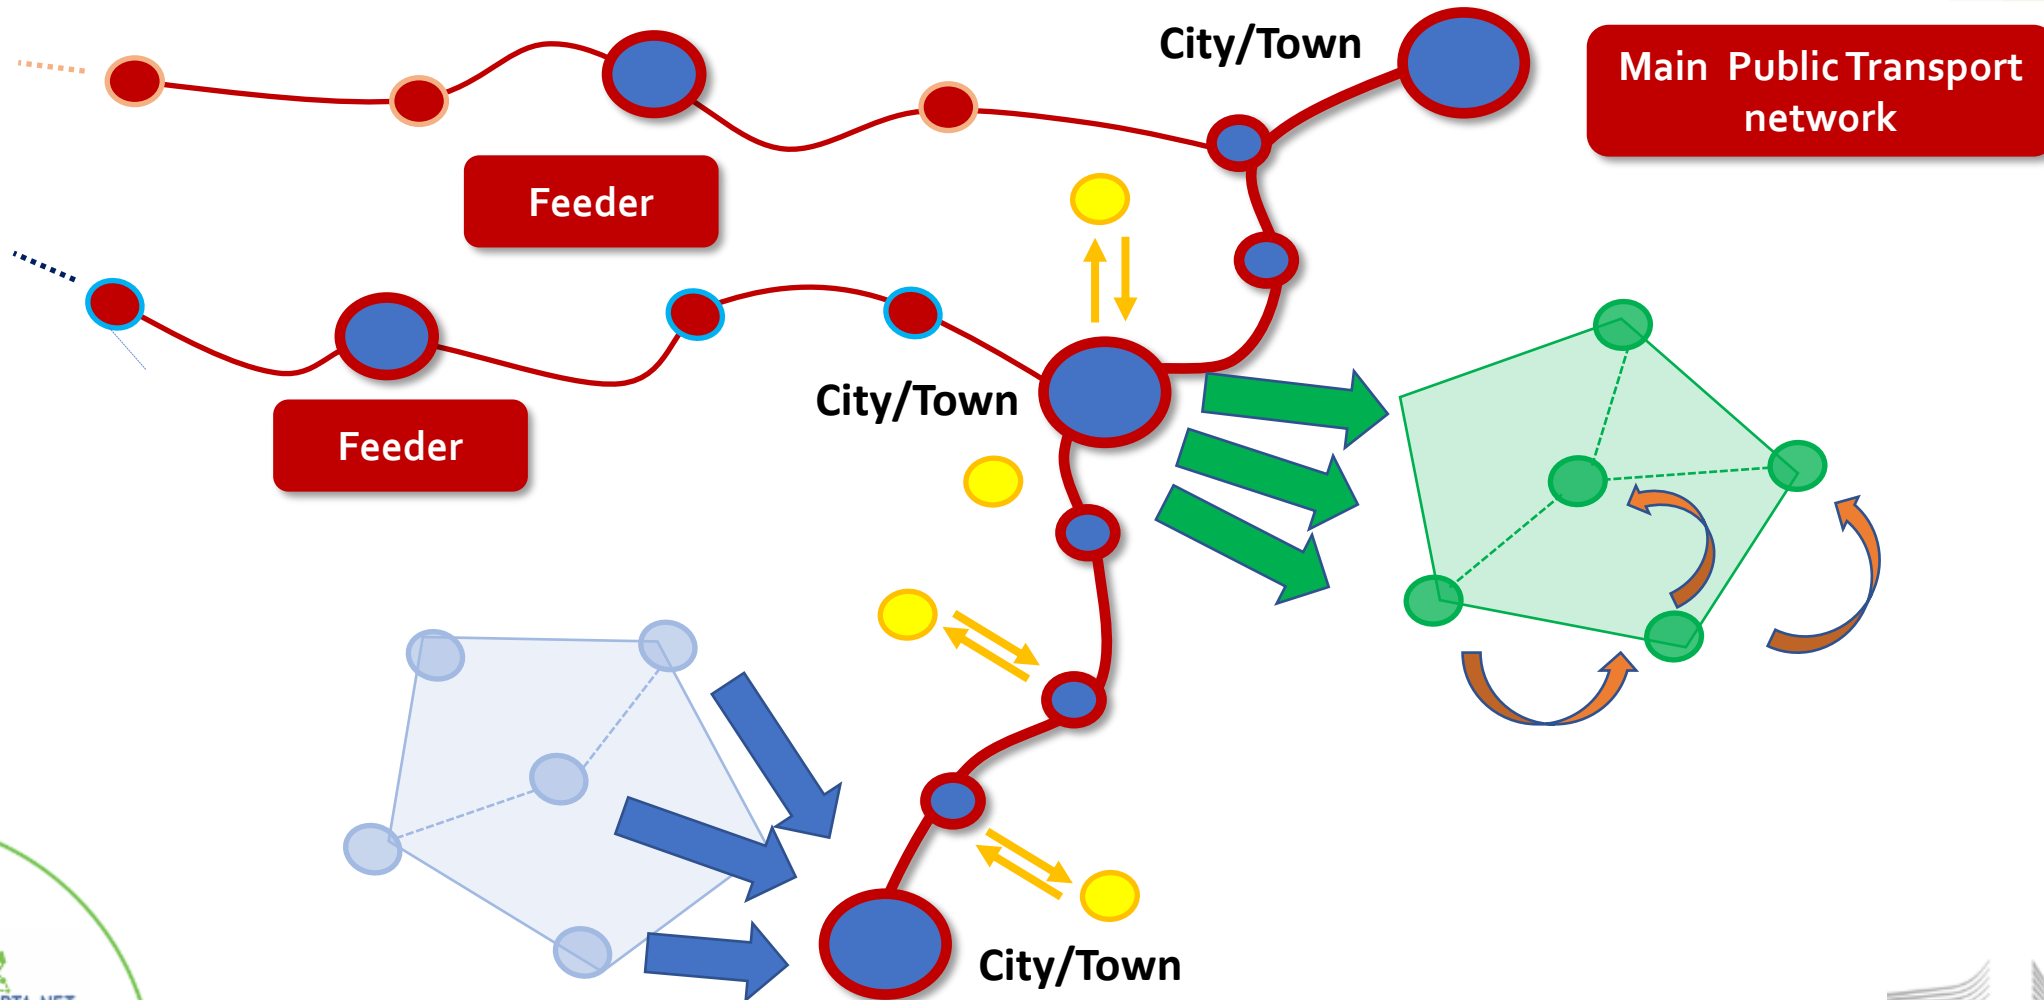 City/Town
Main Public Transport
network
Feeder
City/Town
Feeder
City/Town